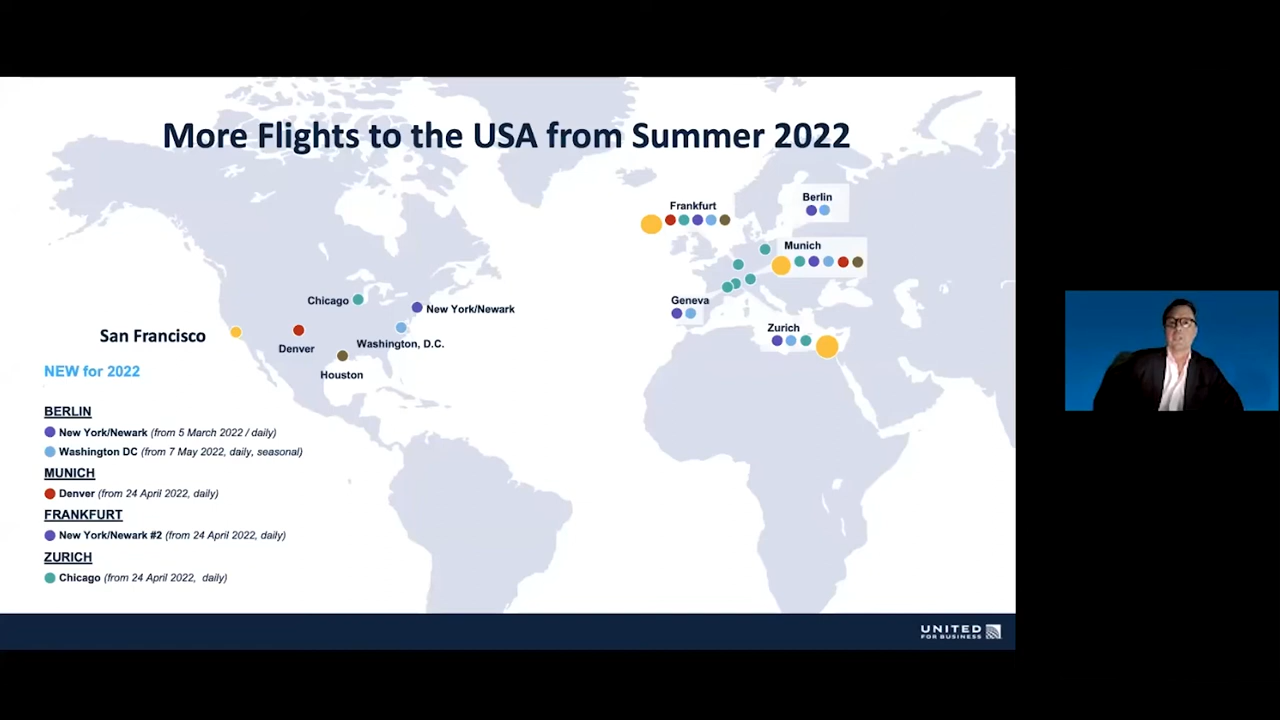 More Flights to the USA from Summer 2022
Frankfurt
Berlin
Munich
Geneva
Zurich
Chicago
New York/Newark
San Francisco
Denver
Washington, D.C.
Houston
NEW for 2022
BERLIN
New York/Newark (from 5 March 2022 / daily)
Washington DC (from 7 May 2022, daily, seasonal)
MUNICH
Denver (from 24 April 2022, daily)
FRANKFURT
New York/Newark #2 (from 24 April 2022, daily)
ZURICH
Chicago (from 24 April 2022, daily)
UNITED
FOR BUSINESS